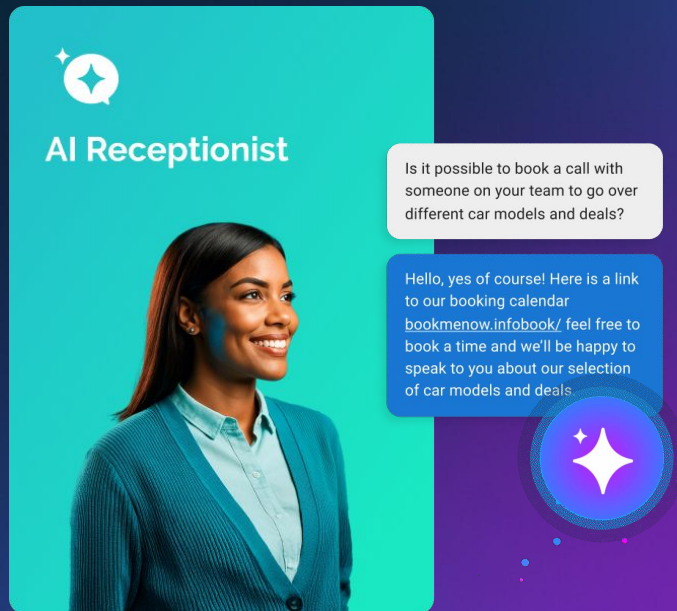 AI Receptionist
Is it possible to book a call with
someone on your team to go over
different car models and deals?
Hello, yes of course! Here is a link
to our booking calendar
bookmenow.infobook/ feel free to
book a time and we'll be happy to
speak to you about our selection
of car models and deals.